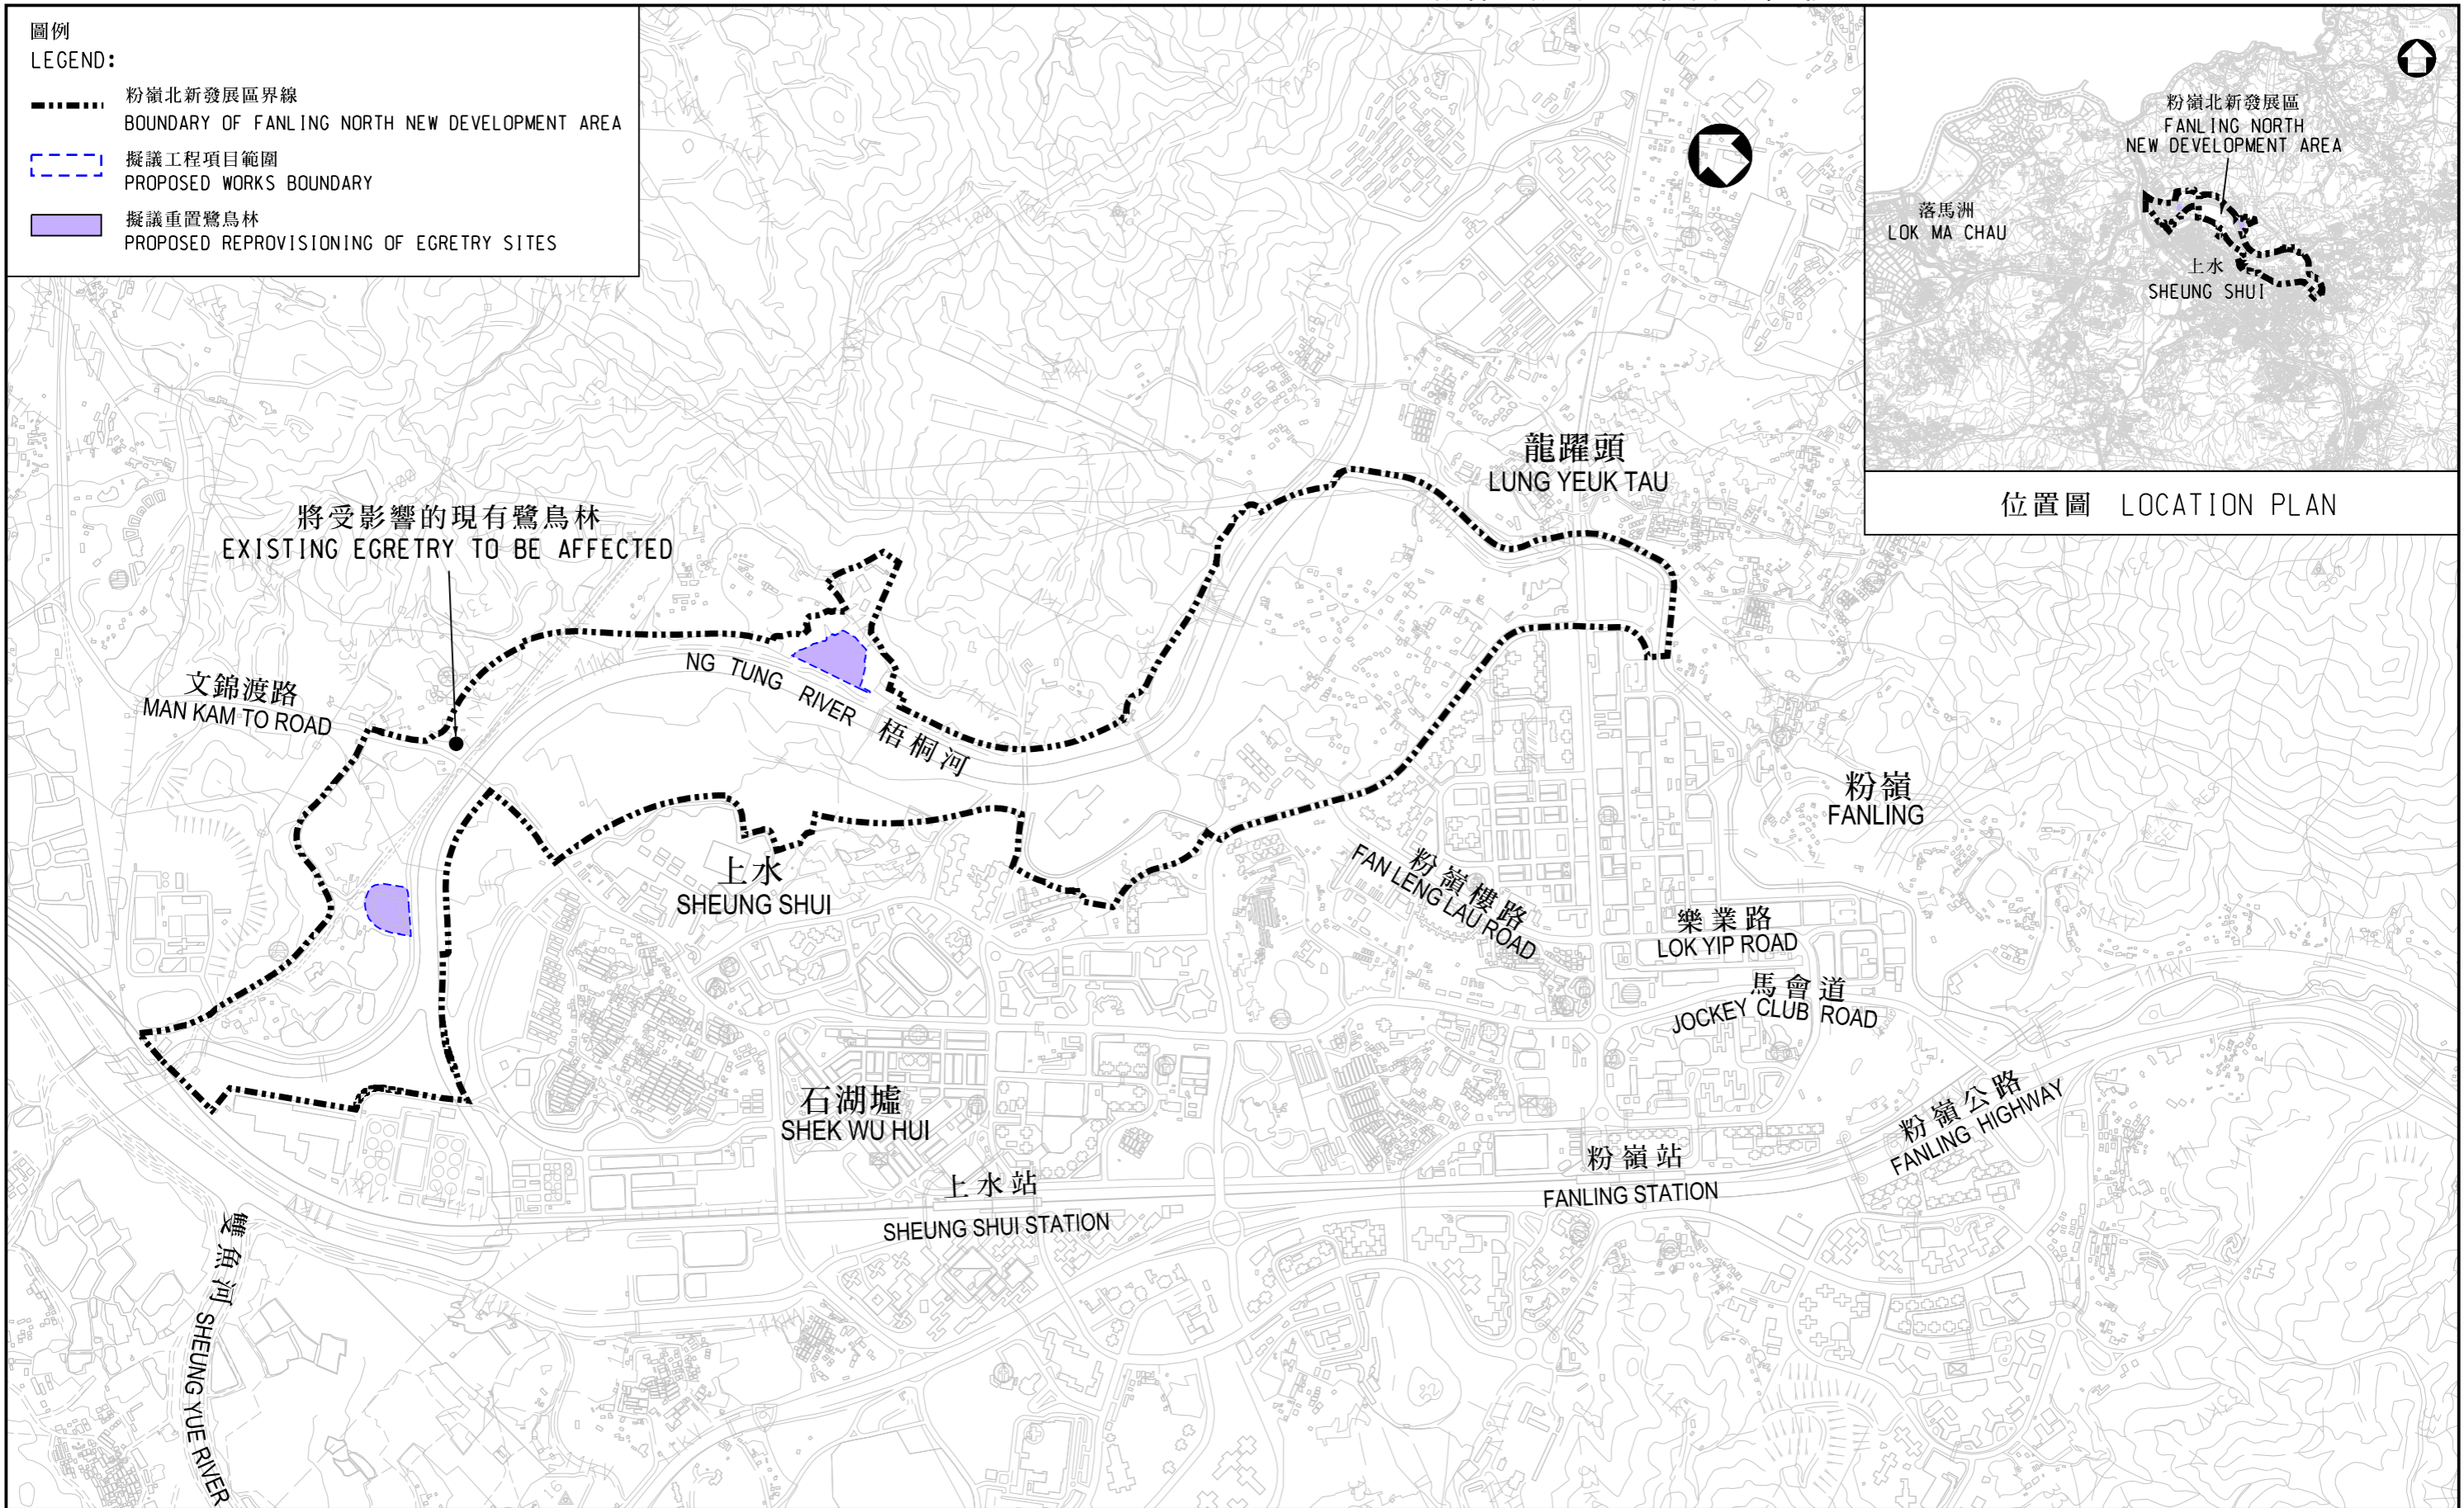 圖例
LEGEND:
粉嶺北新發展區界線
BOUNDARY OF FANLING NORTH NEW DEVELOPMENT AREA
擬議工程項目範圍
PROPOSED WORKS BOUNDARY
擬議重置鷺鳥林
PROPOSED REPROVISIONING OF EGRETRY SITES
粉嶺北新發展區
FANLING NORTH
NEW DEVELOPMENT AREA
落馬洲
LOK MA CHAU
上水
SHEUNG SHUI
位置圖 LOCATION PLAN
龍躍頭
LUNG YEUK TAU
將受影響的現有鷺鳥林
EXISTING EGRETRY TO BE AFFECTED
文錦渡路
MAN KAM TO ROAD
NG TUNG RIVER 梧桐河
粉嶺
FANLING
上水
SHEUNG SHUI
粉嶺樓路
FAN LENG LAU ROAD
樂業路
LOK YIP ROAD
馬會道
JOCKEY CLUB ROAD
石湖墟
SHEK WU HUI
粉嶺公路
FANLING HIGHWAY
上水站
SHEUNG SHUI STATION
粉嶺站
FANLING STATION
雙魚河 SHEUNG YUE RIVER